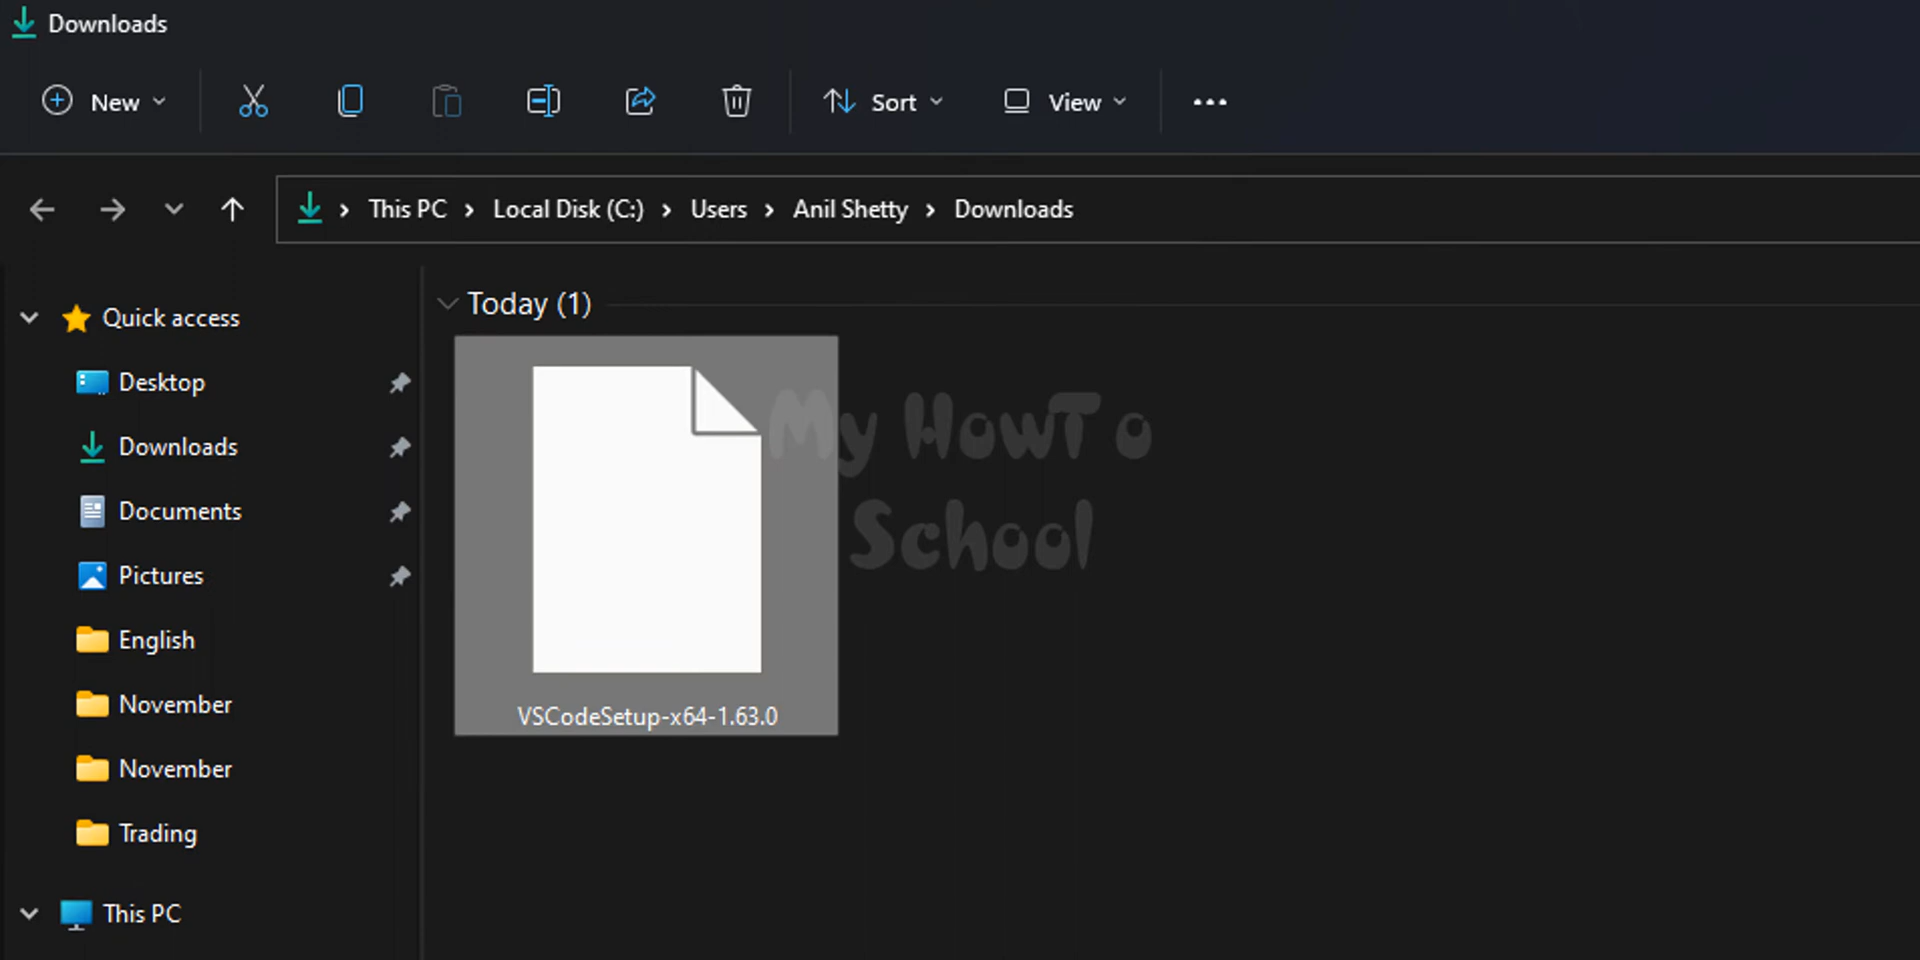 Downloads
New
Sort
View
This PC > Local Disk (C:) > Users > Anil Shetty > Downloads
Quick access
Desktop
Downloads
Documents
Pictures
English
November
November
Trading
This PC
Today (1)
VSCodeSetup-x64-1.63.0
My HowTo
School